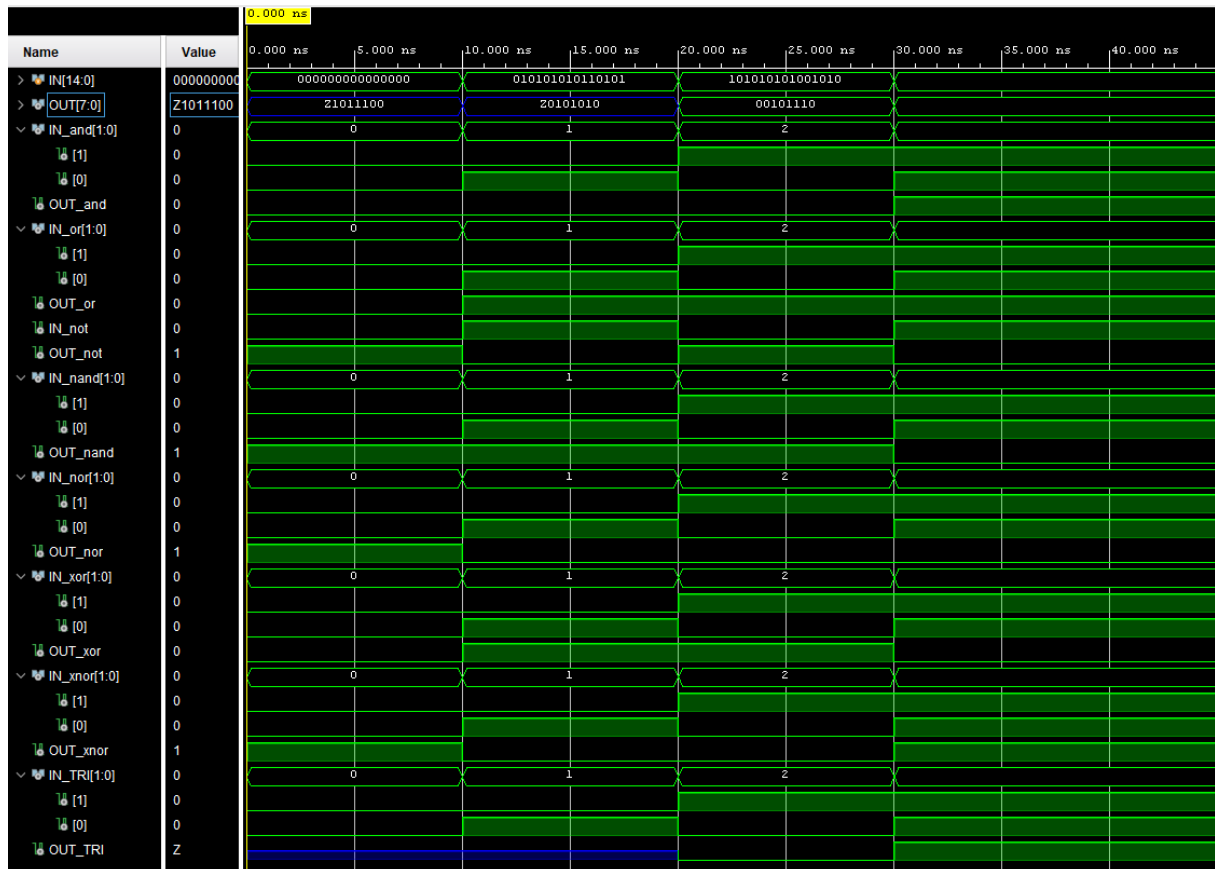 0.000 ns
Name Value 0.000 ns 5.000 ns 10.000 ns 15.000 ns 20.000 ns 25.000 ns 30.000 ns 35.000 ns 40.000 ns
IN[14:0] 000000000 000000000000000 010101010110101 101010101001010
OUT[7:0] Z1011100 Z1011100 Z0101010 00101110
IN_and[1:0] 0 0 1 2
[1] 0
[0] 0
OUT_and 0
IN_or[1:0] 0 0 1 2
[1] 0
[0] 0
OUT_or 0
IN_not 0
OUT_not 1
IN_nand[1:0] 0 0 1 2
[1] 0
[0] 0
OUT_nand 1
IN_nor[1:0] 0 0 1 2
[1] 0
[0] 0
OUT_nor 1
IN_xor[1:0] 0 0 1 2
[1] 0
[0] 0
OUT_xor 0
IN_xnor[1:0] 0 0 1 2
[1] 0
[0] 0
OUT_xnor 1
IN_TRI[1:0] 0 0 1 2
[1] 0
[0] 0
OUT_TRI Z